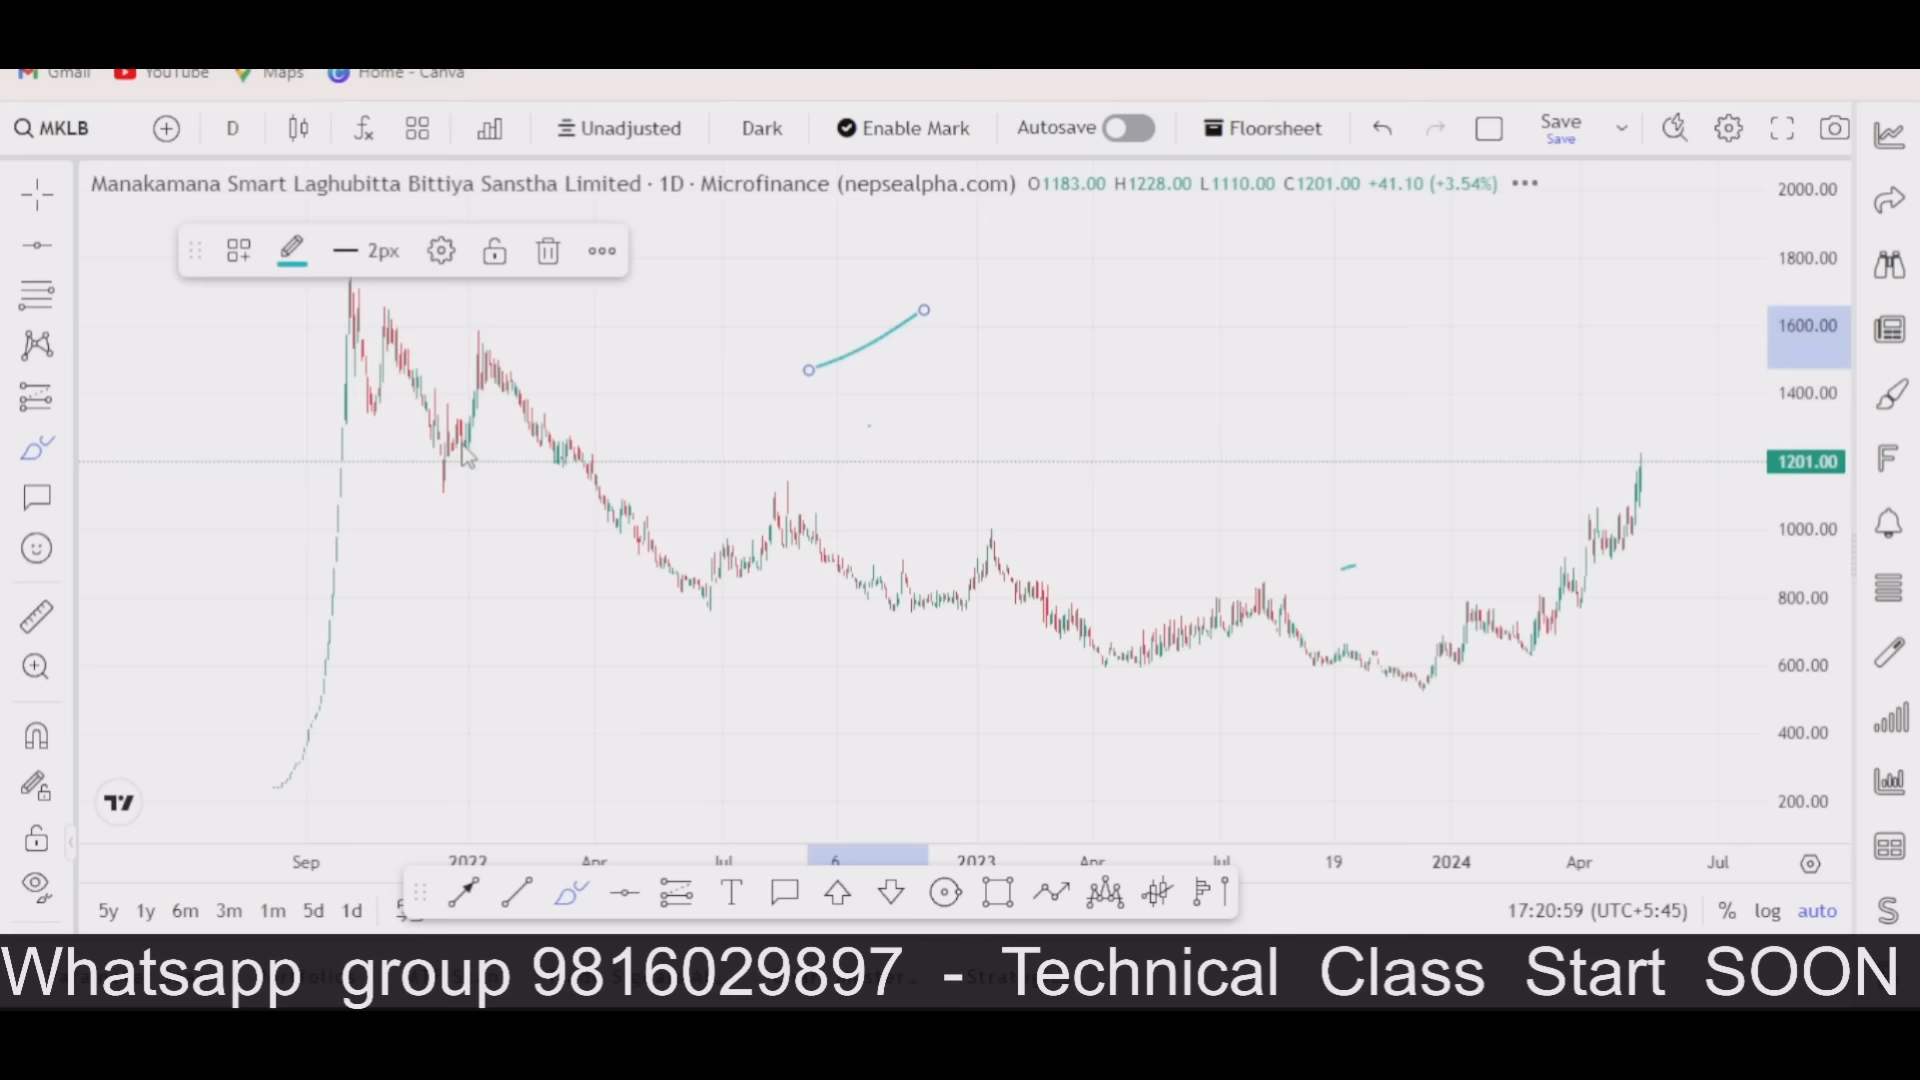 Gmail YouTube Maps Home - Canva
MKLB D Unadjusted Dark Enable Mark Autosave Floorsheet Save
Save
Manakamana Smart Laghubitta Bittiya Sanstha Limited · 1D · Microfinance (nepsealpha.com) O1183.00 H1228.00 L1110.00 C1201.00 +41.10 (+3.54%)
2000.00
2px
1800.00
1600.00
1400.00
1201.00
1000.00
800.00
600.00
400.00
200.00
Sep 2022 Apr Jul 6 2023 Apr Jul 19 2024 Apr Jul
5y 1y 6m 3m 1m 5d 1d 17:20:59 (UTC+5:45) % log auto
Whatsapp group 9816029897 - Technical Class Start SOON